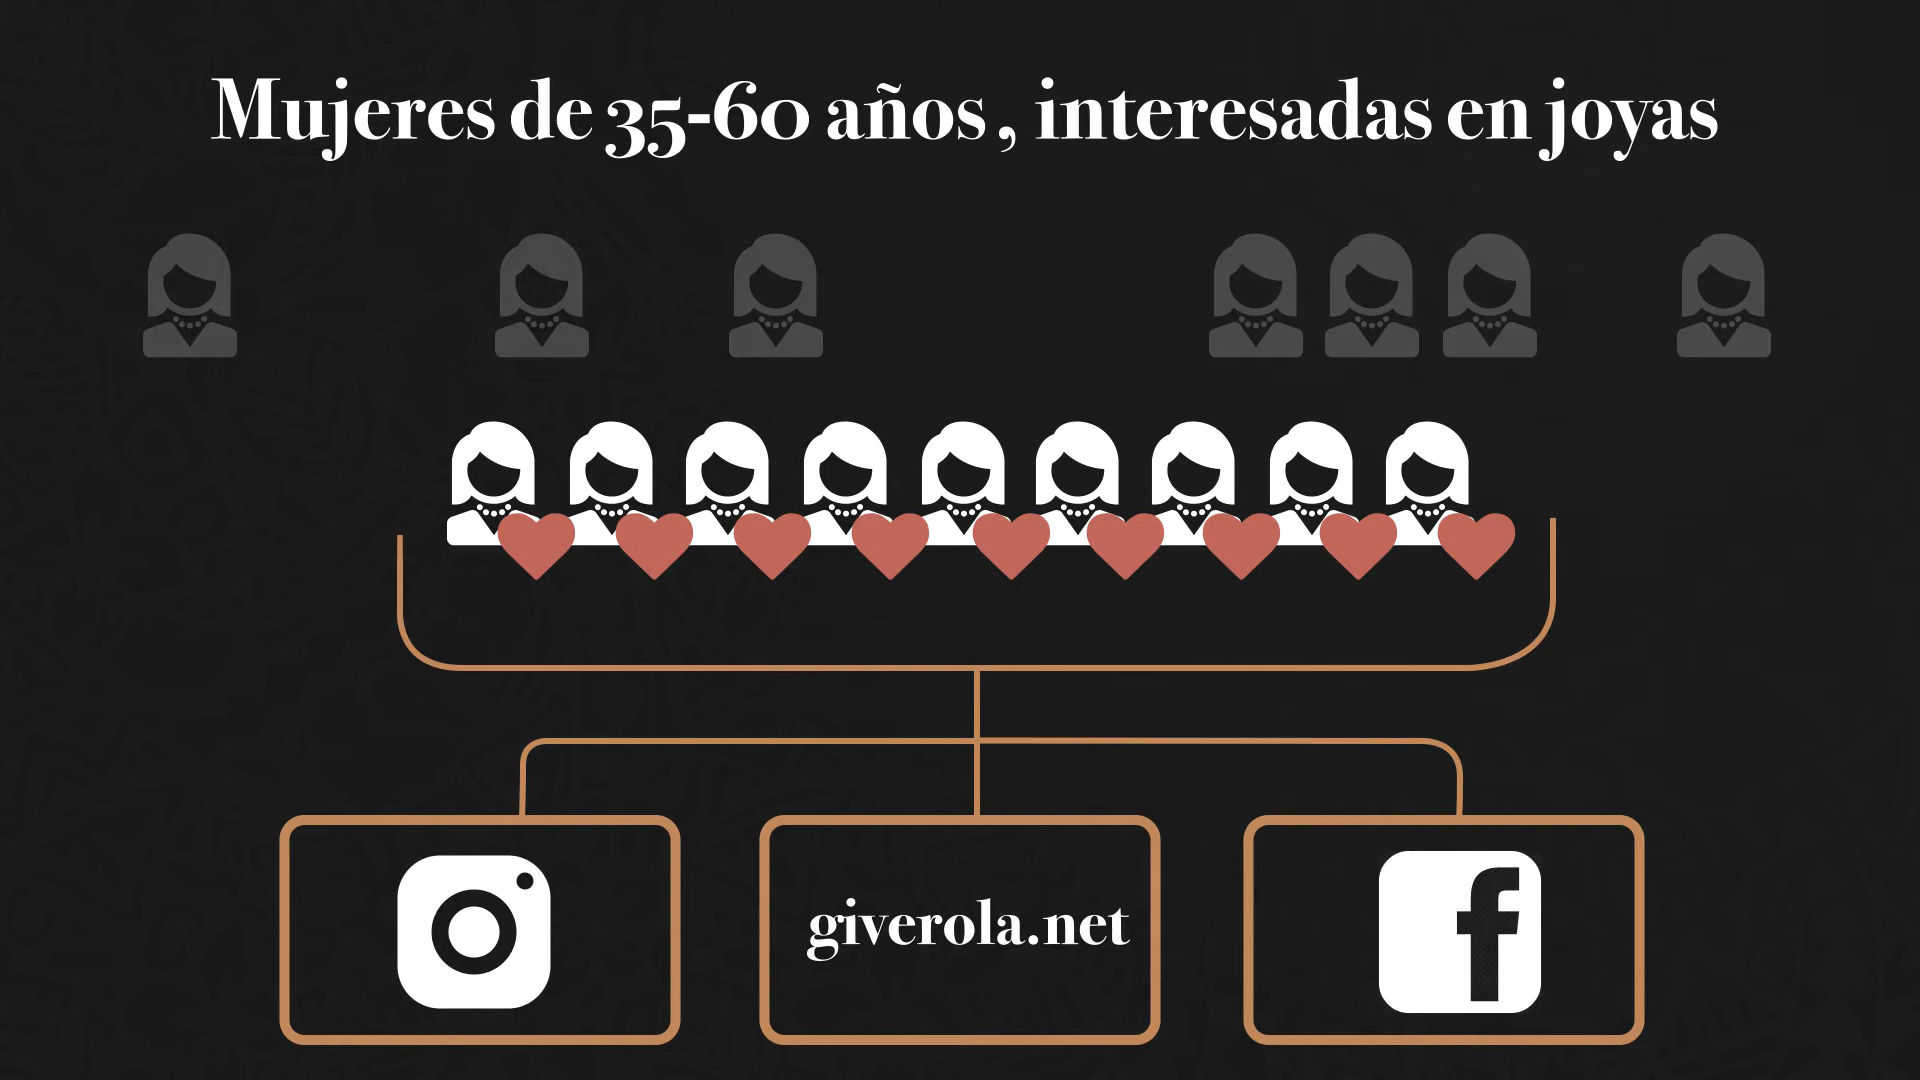 Mujeres de 35-60 años , interesadas en joyas
giverola.net